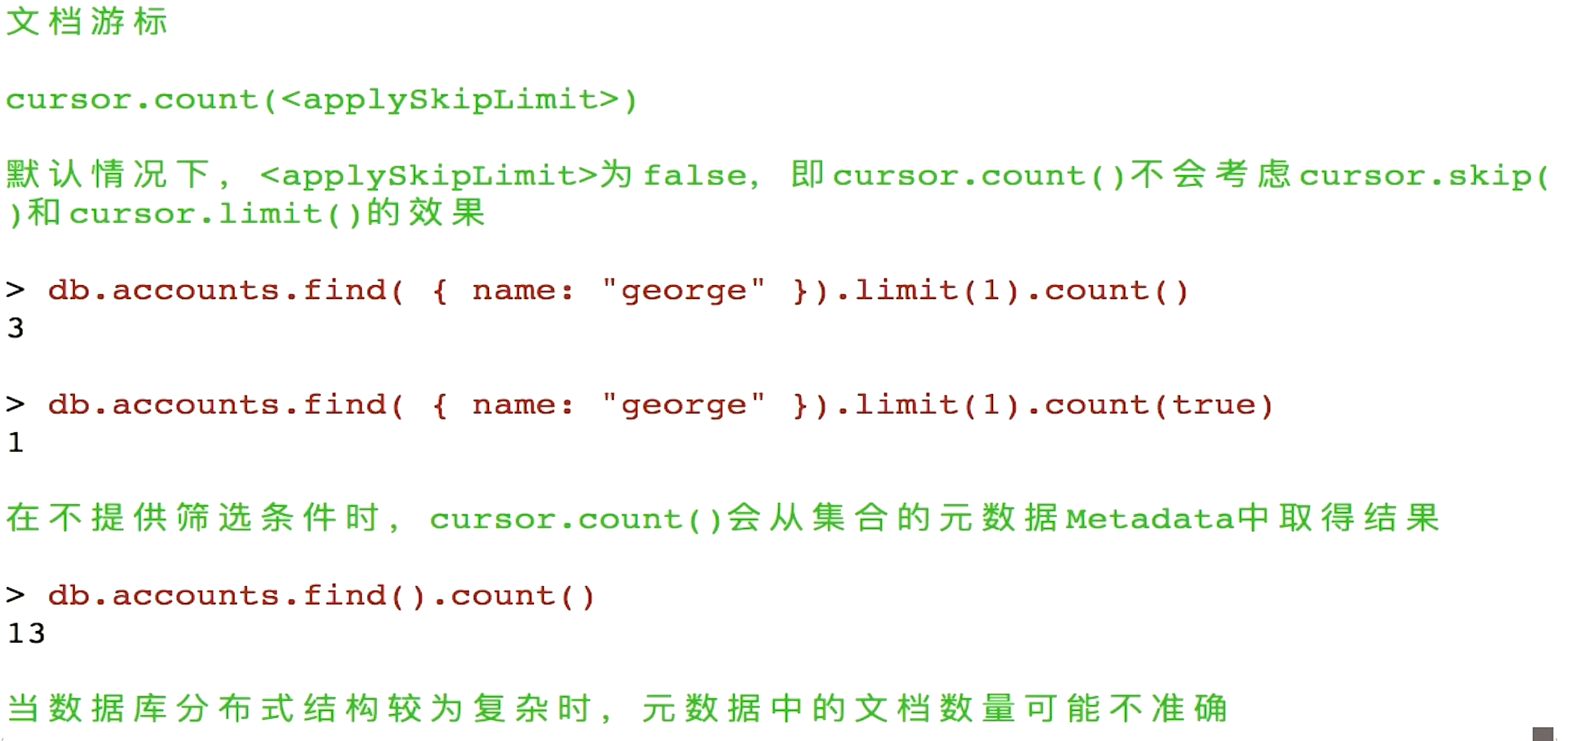 文档游标
cursor.count(<applySkipLimit>)
默认情况下，<applySkipLimit>为false，即cursor.count()不会考虑cursor.skip(
)和cursor.limit()的效果
> db.accounts.find( { name: "george" }).limit(1).count()
3
> db.accounts.find( { name: "george" }).limit(1).count(true)
1
在不提供筛选条件时，cursor.count()会从集合的元数据Metadata中取得结果
> db.accounts.find().count()
13
当数据库分布式结构较为复杂时，元数据中的文档数量可能不准确